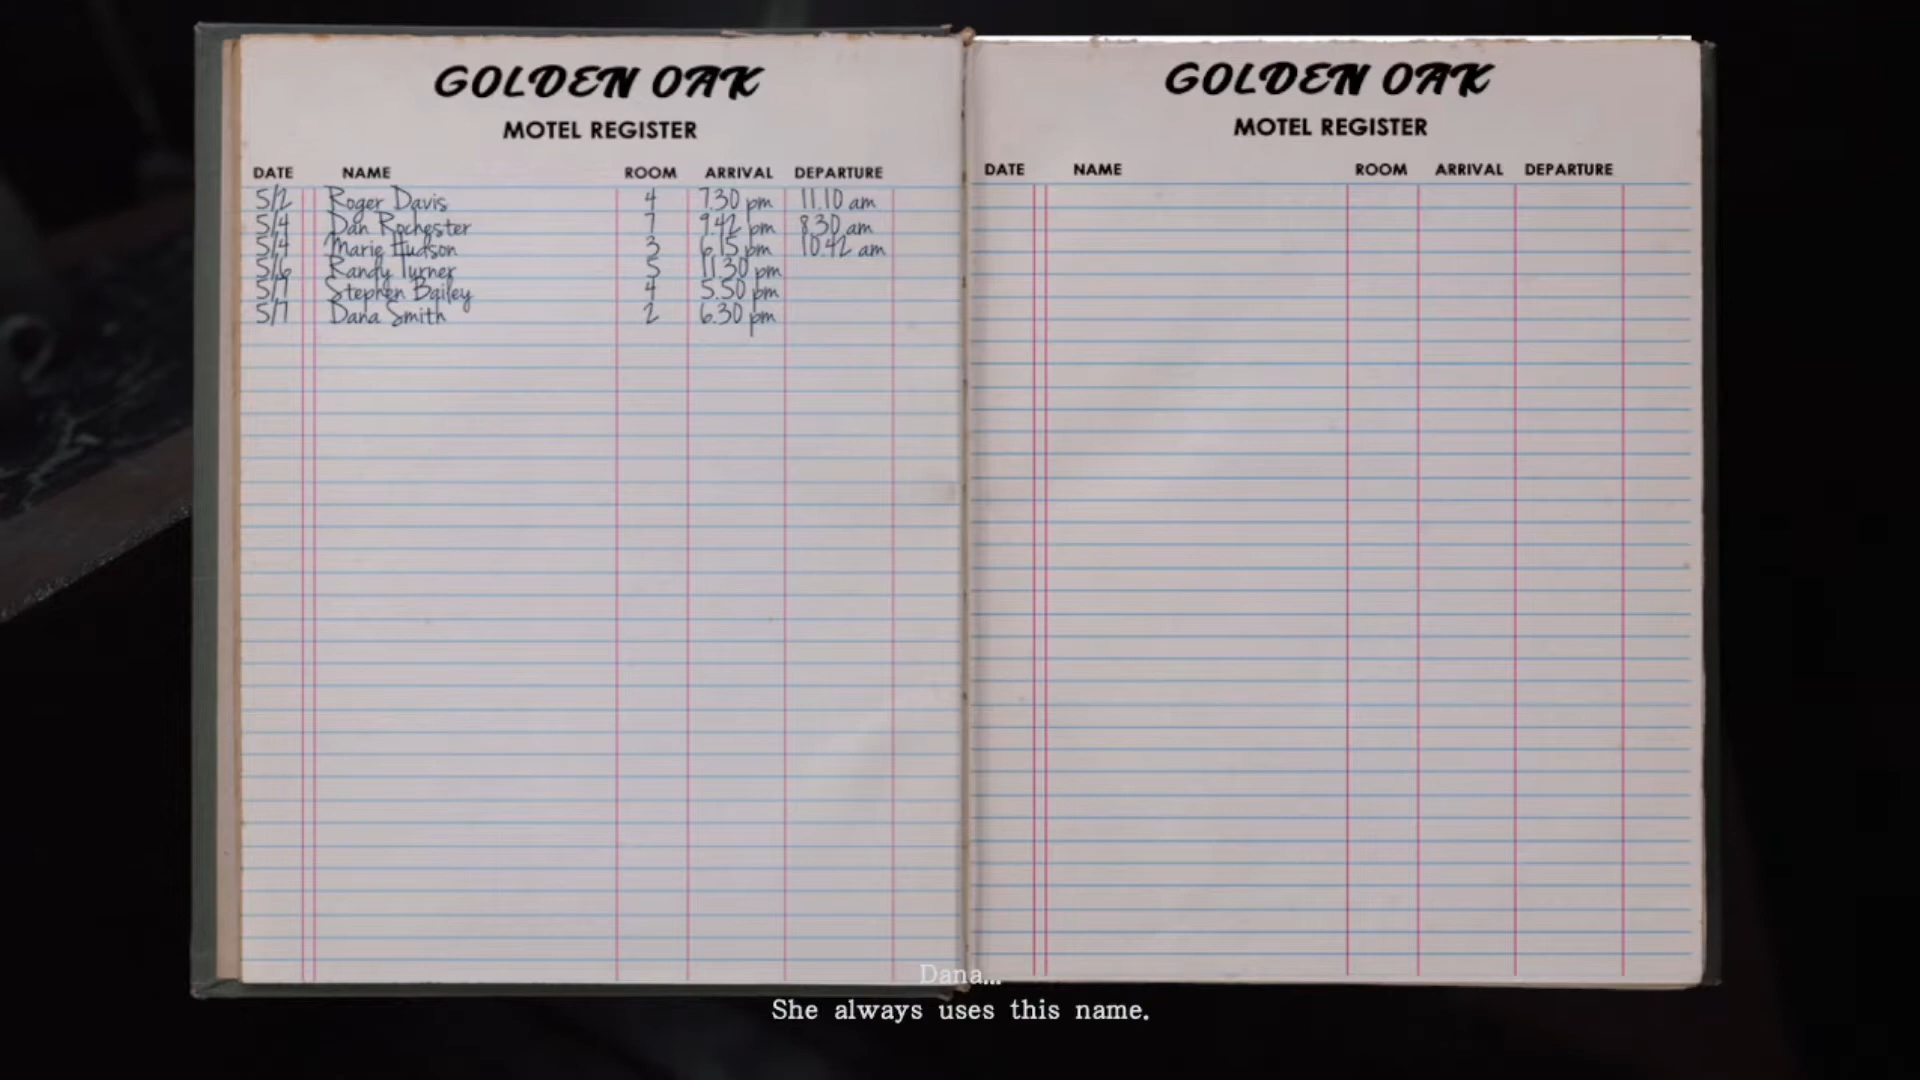 GOLDEN OAK
MOTEL REGISTER
DATE NAME ROOM ARRIVAL DEPARTURE
5/2 Roger Davis 4 7.30 pm 11.10 am
5/4 Dan Rochester 7 9.42 pm 8.30 am
5/4 Marie Hudson 3 6.15 pm 10.42 am
5/6 Randy Turner 5 11.30 pm
5/7 Stephen Bailey 4 5.50 pm
5/7 Dana Smith 2 6.30 pm
GOLDEN OAK
MOTEL REGISTER
DATE NAME ROOM ARRIVAL DEPARTURE
Dana...
She always uses this name.